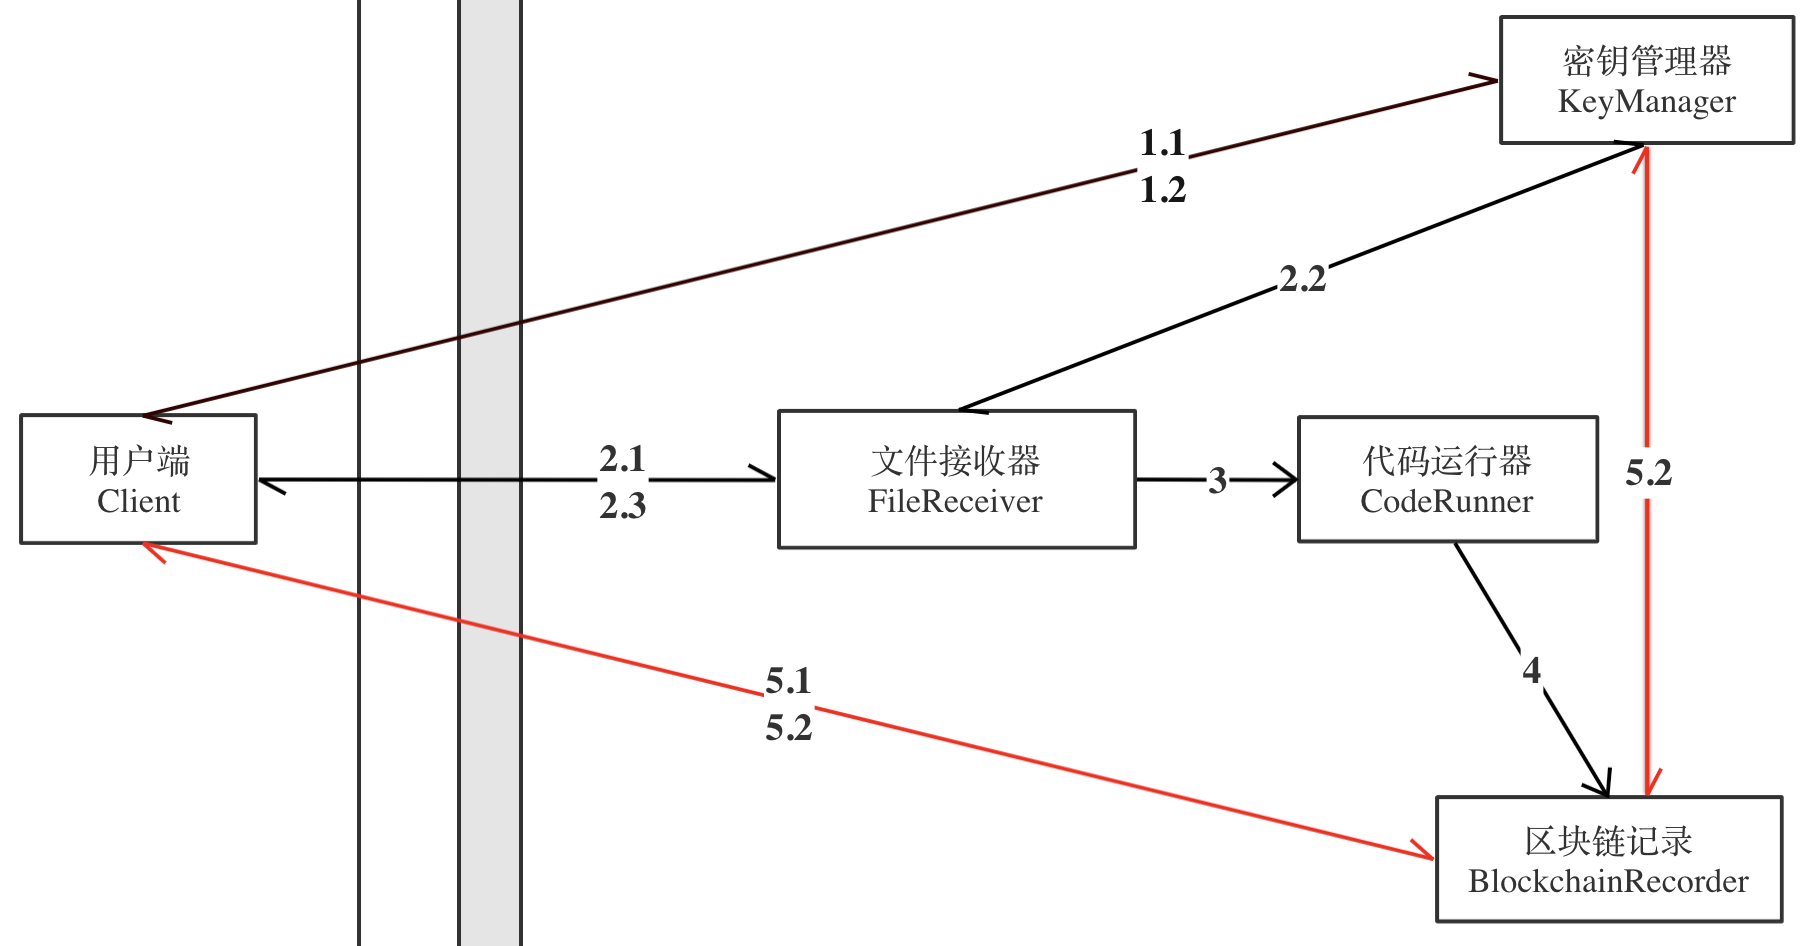 密钥管理器
KeyManager
1.1
1.2
2.2
用户端
Client
2.1
2.3
文件接收器
FileReceiver
3
代码运行器
CodeRunner
5.2
4
5.1
5.2
区块链记录
BlockchainRecorder